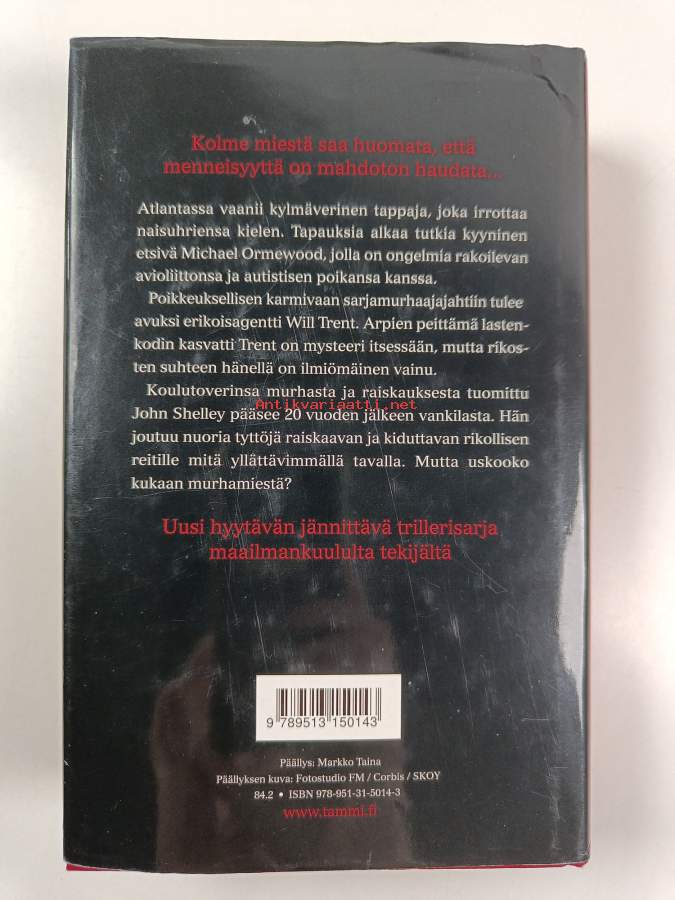 Kolme miestä saa huomata, että
menneisyyttä on mahdoton haudata...
Atlantassa vaanii kylmäverinen tappaja, joka irrottaa
naisuhriensa kielen. Tapauksia alkaa tutkia kyyninen
etsivä Michael Ormewood, jolla on ongelmia rakoilevan
avioliittonsa ja autistisen poikansa kanssa.
Poikkeuksellisen karmivaan sarjamurhaajajahtiin tulee
avuksi erikoisagentti Will Trent. Arpien peittämä lasten-
kodin kasvatti Trent on mysteeri itsessään, mutta rikos-
ten suhteen hänellä on ilmiömäinen vainu.
Koulutoverinsa murhasta ja raiskauksesta tuomittu
Antikvariaatti.net
John Shelley pääsee 20 vuoden jälkeen vankilasta. Hän
joutuu nuoria tyttöjä raiskaavan ja kiduttavan rikollisen
reitille mitä yllättävimmällä tavalla. Mutta uskooko
kukaan murhamiestä?
Uusi hyytävän jännittävä trillerisarja
maailmankuululta tekijältä
9 789513 150143
Päällys: Markko Taina
Päällyksen kuva: Fotostudio FM / Corbis / SKOY
84.2 • ISBN 978-951-31-5014-3
www.tammi.fi